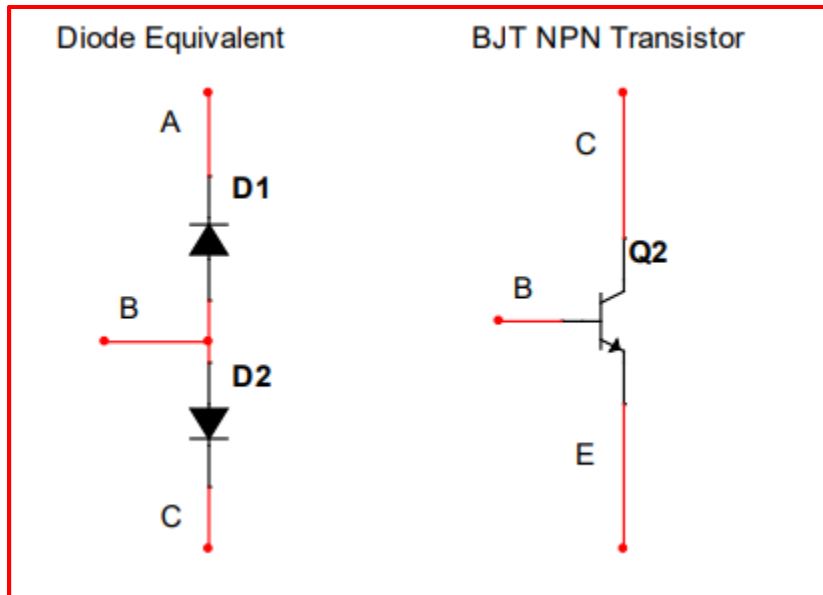 Diode Equivalent
BJT NPN Transistor
A
D1
B
D2
C
C
Q2
B
E